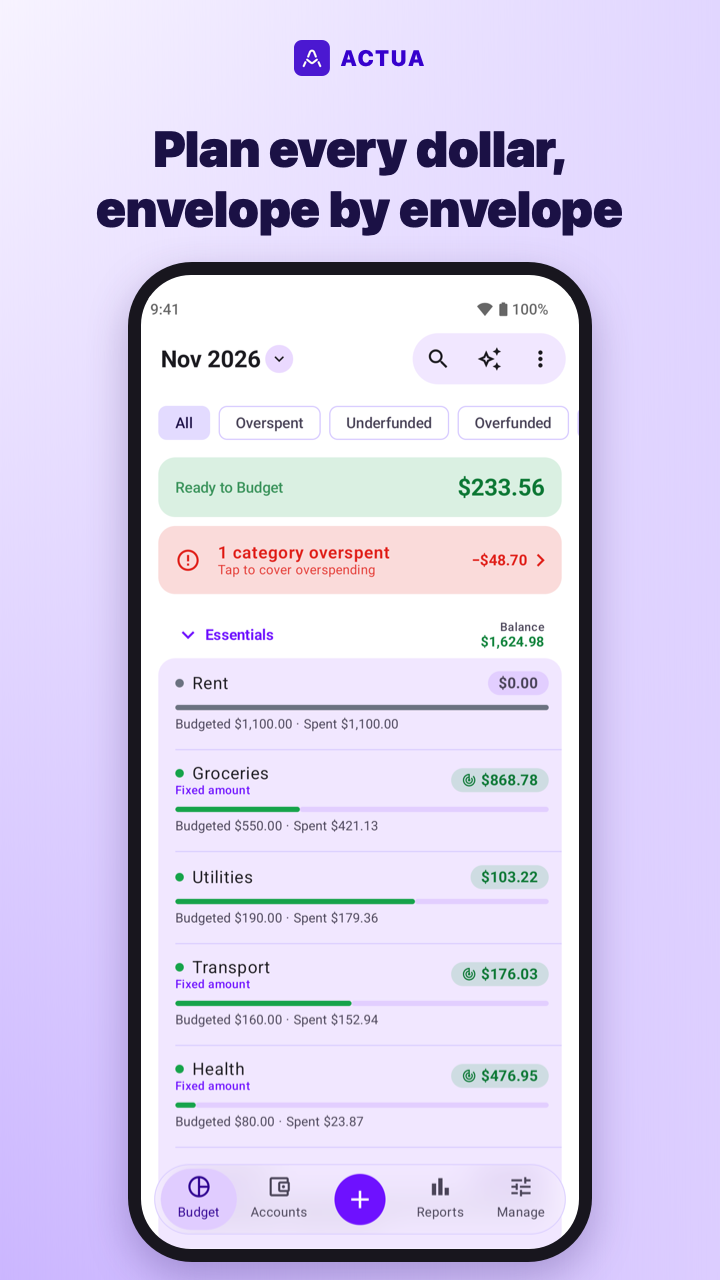 ACTUA
Plan every dollar,
envelope by envelope
9:41
100%
Nov 2026
All
Overspent
Underfunded
Overfunded
Ready to Budget
$233.56
1 category overspent
Tap to cover overspending
-$48.70
Essentials
Balance
$1,624.98
Rent
$0.00
Budgeted $1,100.00 · Spent $1,100.00
Groceries
Fixed amount
$868.78
Budgeted $550.00 · Spent $421.13
Utilities
$103.22
Budgeted $190.00 · Spent $179.36
Transport
Fixed amount
$176.03
Budgeted $160.00 · Spent $152.94
Health
Fixed amount
$476.95
Budgeted $80.00 · Spent $23.87
Budget
Accounts
Reports
Manage